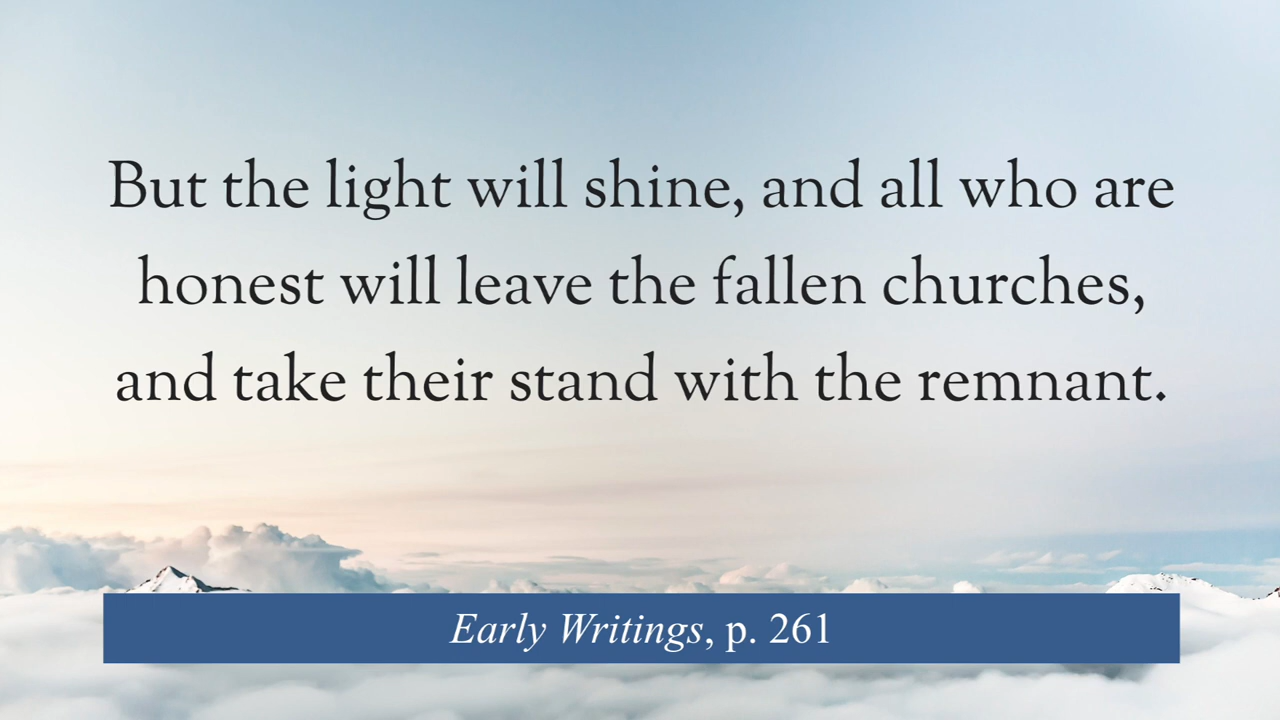 But the light will shine, and all who are
honest will leave the fallen churches,
and take their stand with the remnant.
Early Writings, p. 261